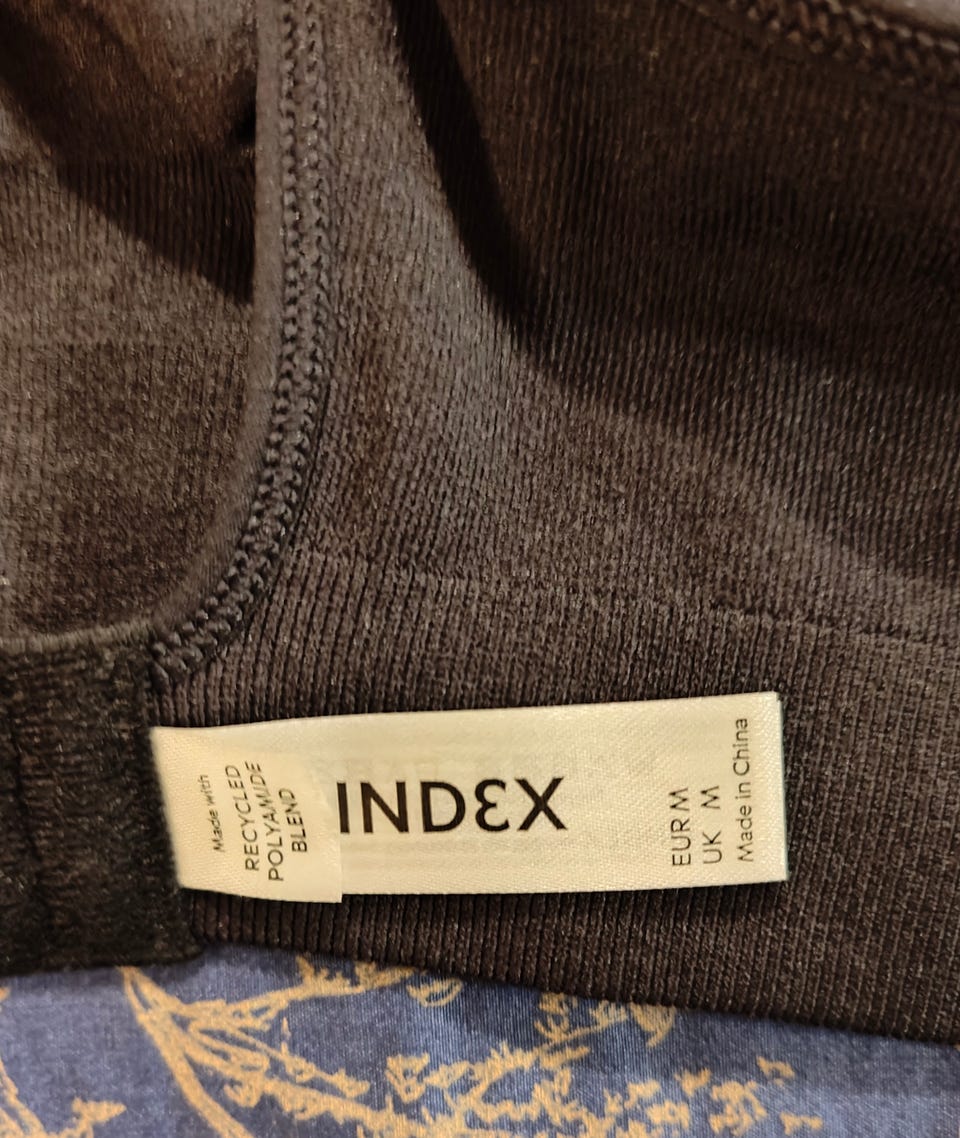 Made with
RECYCLED
POLYAMIDE
BLEND
INDƐX
EUR M
UK M
Made in China